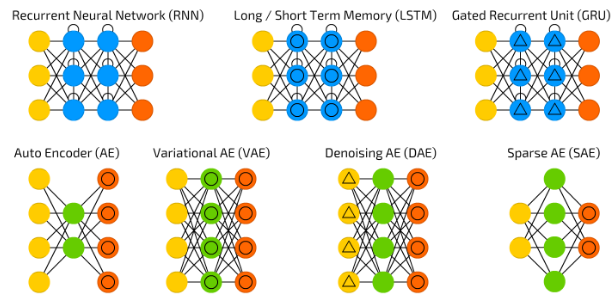 Recurrent Neural Network (RNN)
Long / Short Term Memory (LSTM)
Gated Recurrent Unit (GRU)
Auto Encoder (AE)
Variational AE (VAE)
Denoising AE (DAE)
Sparse AE (SAE)